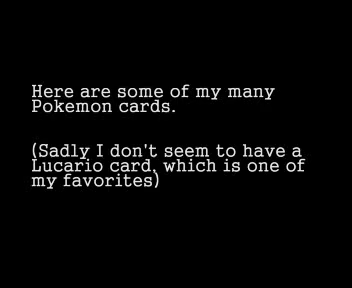 Here are some of my many
Pokemon cards.
(Sadly I don't seem to have a
Lucario card, which is one of
my favorites)